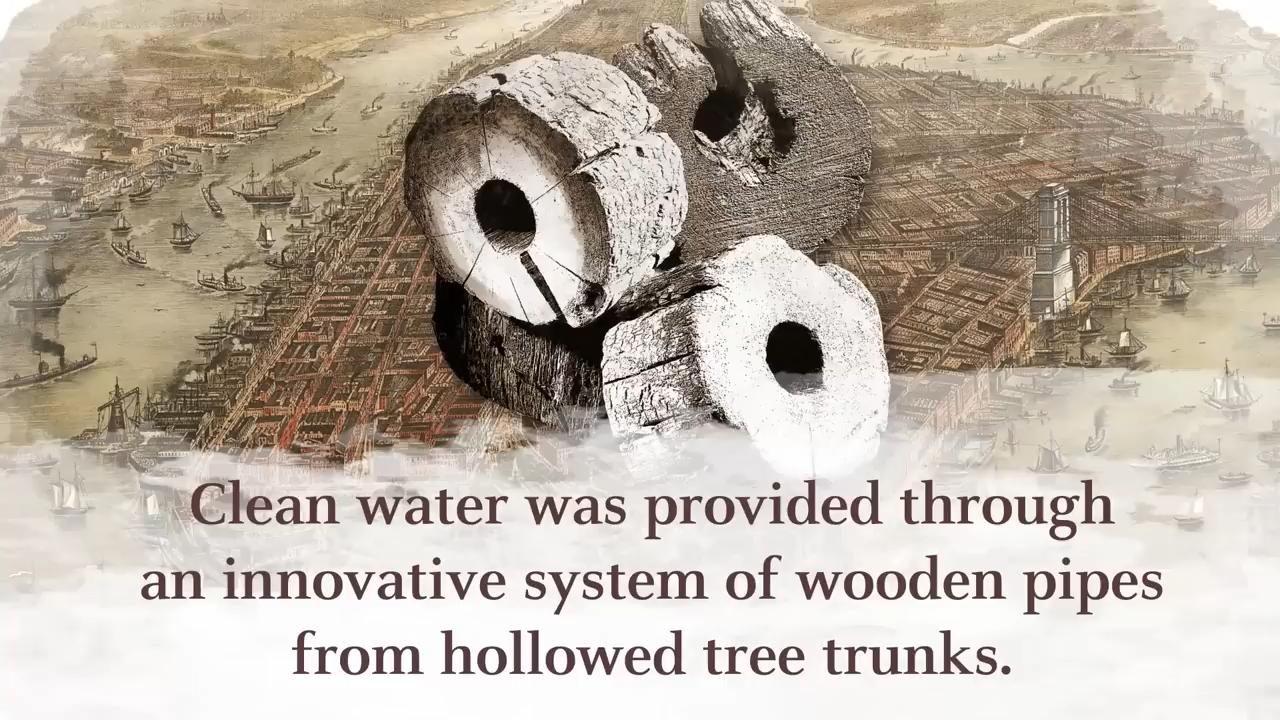 Clean water was provided through
an innovative system of wooden pipes
from hollowed tree trunks.